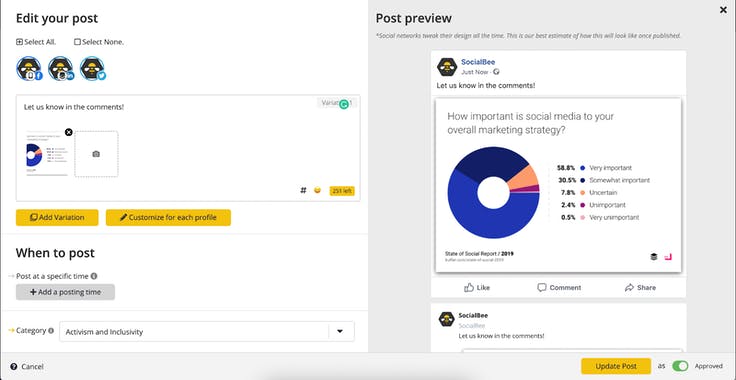 Edit your post
Select All. Select None.
Let us know in the comments!
251 left
Add Variation
Customize for each profile
When to post
Post at a specific time
+ Add a posting time
Category
Activism and Inclusivity
Cancel
Post preview
*Social networks tweak their design all the time. This is our best estimate of how this will look like once published.
SocialBee
Just Now
Let us know in the comments!
How important is social media to your
overall marketing strategy?
58.8% Very important
30.5% Somewhat important
7.8% Uncertain
2.4% Unimportant
0.5% Very unimportant
State of Social Report / 2019
buffer.com/state-of-social-2019
Like Comment Share
SocialBee
SocialBee
Let us know in the comments!
Update Post as Approved